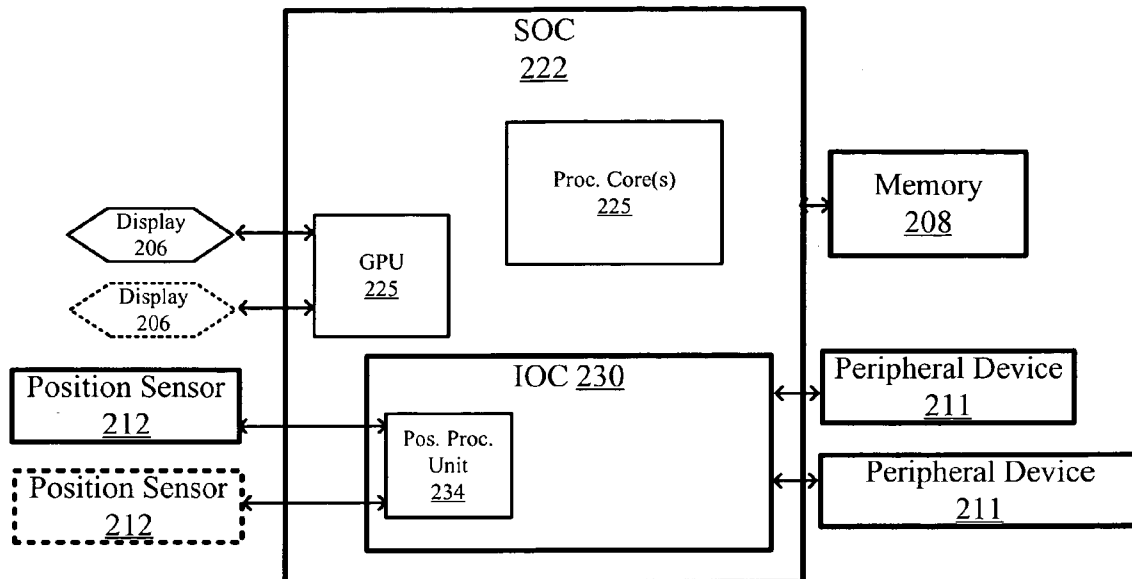 SOC
222
Proc. Core(s)
225
Memory
208
Display
206
GPU
225
Display
206
IOC 230
Position Sensor
212
Pos. Proc.
Unit
234
Peripheral Device
211
Position Sensor
212
Peripheral Device
211